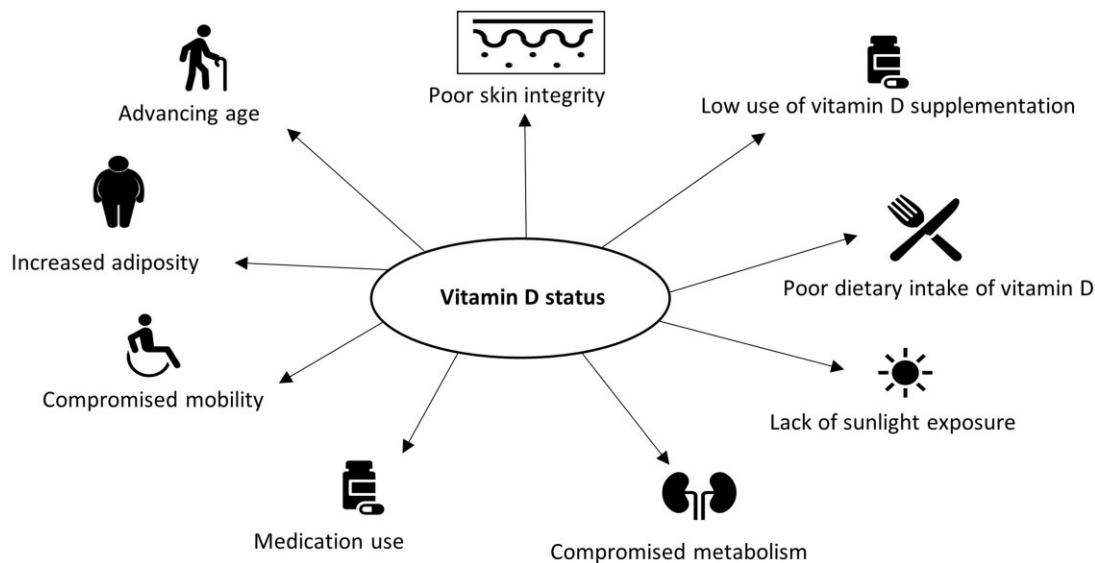 Poor skin integrity
Advancing age
Low use of vitamin D supplementation
Increased adiposity
Vitamin D status
Poor dietary intake of vitamin D
Compromised mobility
Lack of sunlight exposure
Medication use
Compromised metabolism